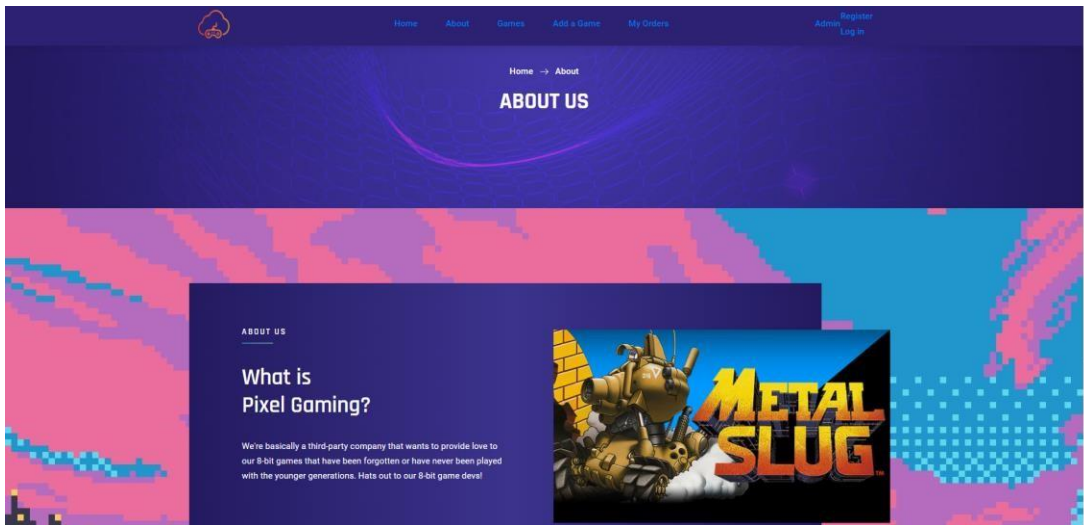 Home About Games Add a Game My Orders Admin Register
Log in
Home → About
ABOUT US
ABOUT US
What is
Pixel Gaming?
We're basically a third-party company that wants to provide love to
our 8-bit games that have been forgotten or have never been played
with the younger generations. Hats out to our 8-bit game devs!
METAL
SLUG
TM